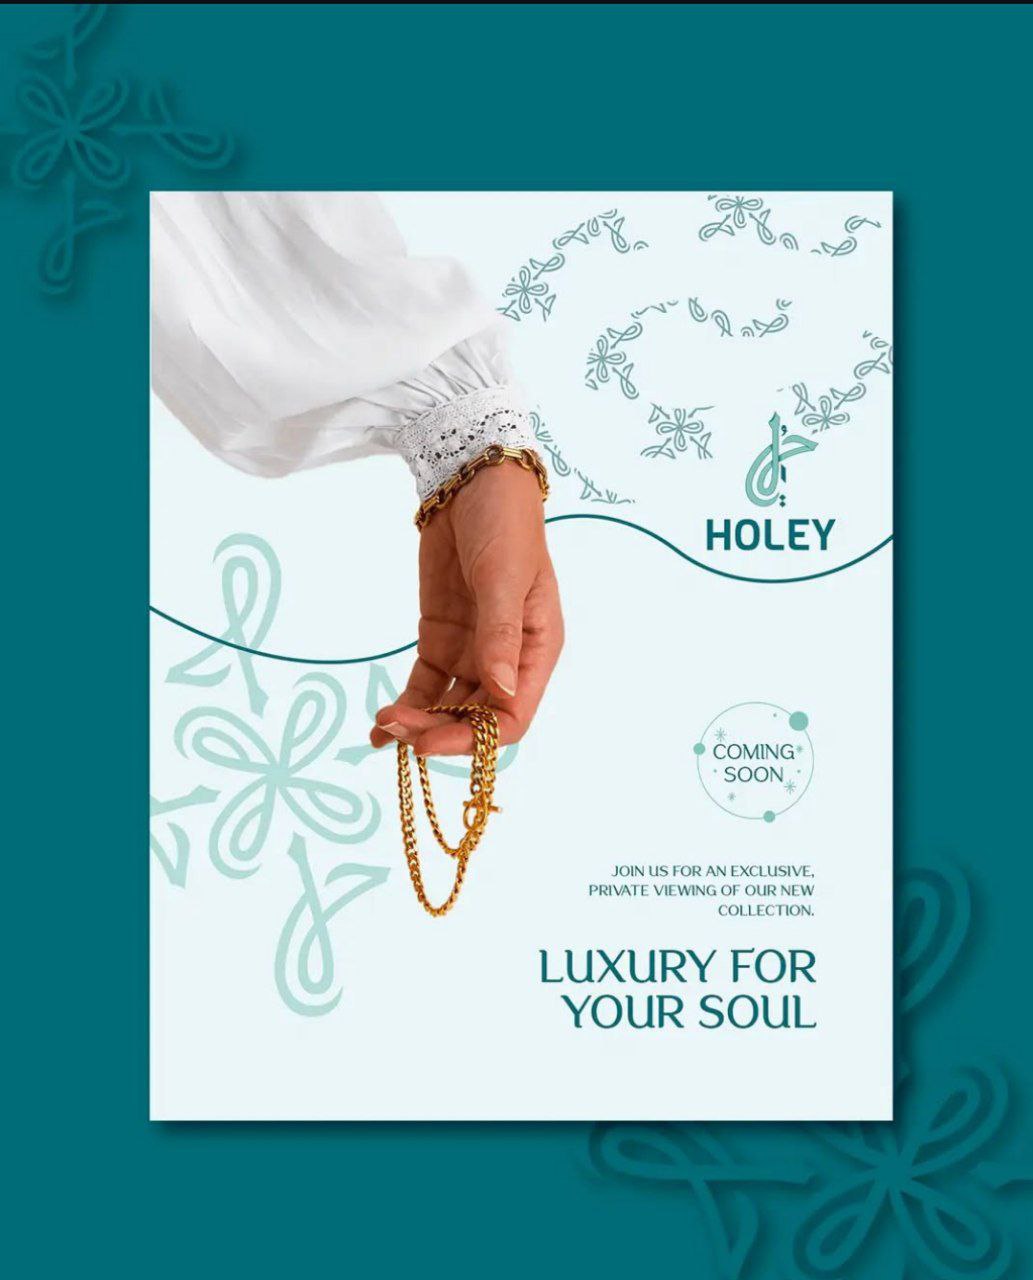 حُليّ
HOLEY
COMING
SOON
JOIN US FOR AN EXCLUSIVE,
PRIVATE VIEWING OF OUR NEW
COLLECTION.
LUXURY FOR
YOUR SOUL